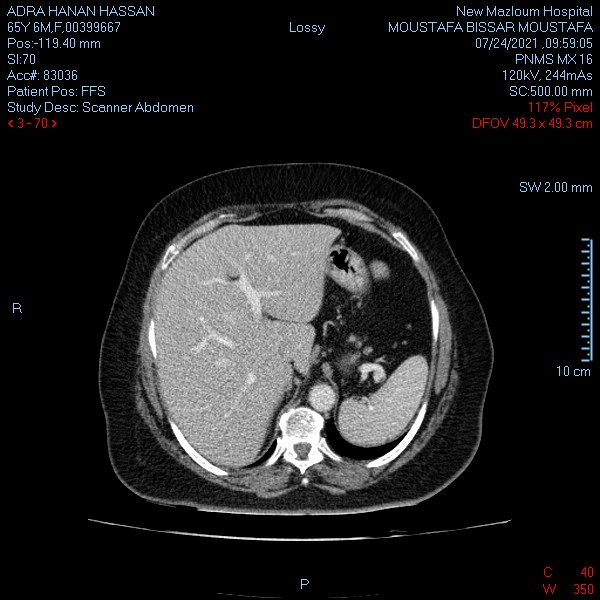 ADRA HANAN HASSAN
65Y 6M,F,00399667
Pos:-119.40 mm
SI:70
Acc#: 83036
Patient Pos: FFS
Study Desc: Scanner Abdomen
< 3 - 70 >
Lossy
New Mazloum Hospital
MOUSTAFA BISSAR MOUSTAFA
07/24/2021 ,09:59:05
PNMS MX 16
120kV, 244mAs
SC:500.00 mm
117% Pixel
DFOV 49.3 x 49.3 cm
SW 2.00 mm
R
10 cm
P
C 40
W 350